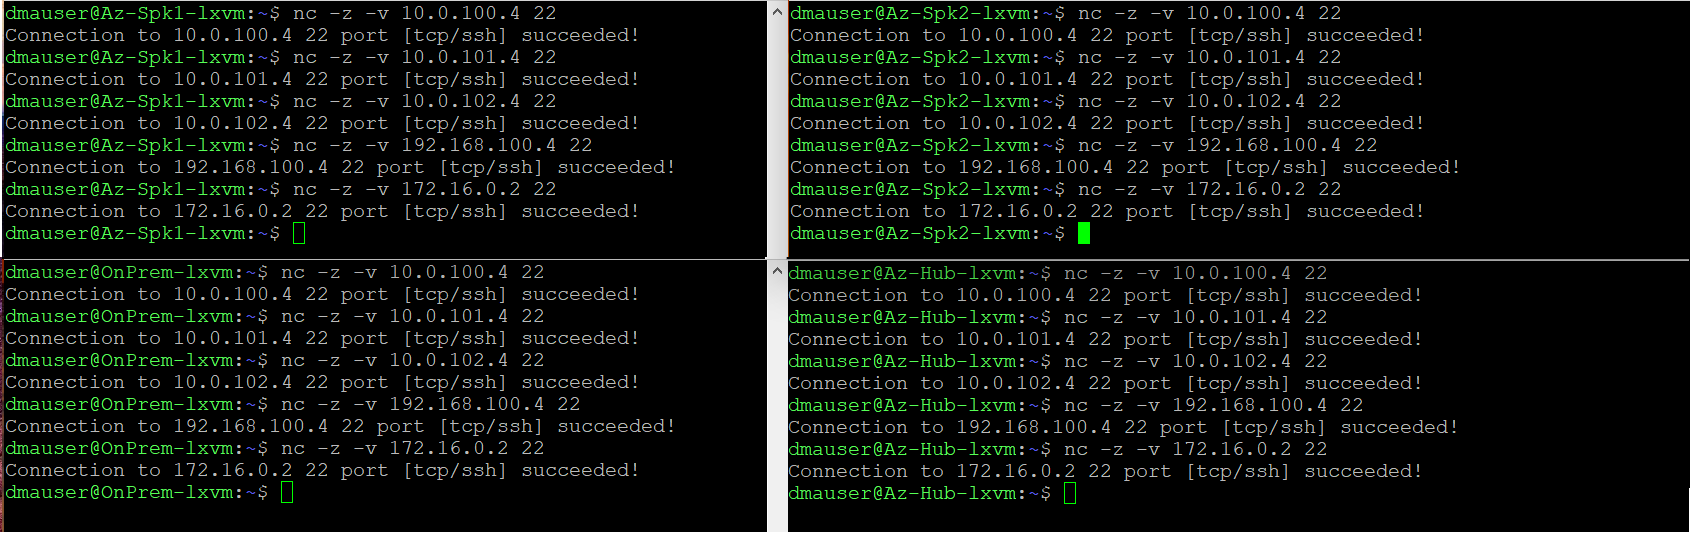 dmauser@Az-Spk1-lxvm:~$ nc -z -v 10.0.100.4 22
Connection to 10.0.100.4 22 port [tcp/ssh] succeeded!
dmauser@Az-Spk1-lxvm:~$ nc -z -v 10.0.101.4 22
Connection to 10.0.101.4 22 port [tcp/ssh] succeeded!
dmauser@Az-Spk1-lxvm:~$ nc -z -v 10.0.102.4 22
Connection to 10.0.102.4 22 port [tcp/ssh] succeeded!
dmauser@Az-Spk1-lxvm:~$ nc -z -v 192.168.100.4 22
Connection to 192.168.100.4 22 port [tcp/ssh] succeeded!
dmauser@Az-Spk1-lxvm:~$ nc -z -v 172.16.0.2 22
Connection to 172.16.0.2 22 port [tcp/ssh] succeeded!
dmauser@Az-Spk1-lxvm:~$
dmauser@Az-Spk2-lxvm:~$ nc -z -v 10.0.100.4 22
Connection to 10.0.100.4 22 port [tcp/ssh] succeeded!
dmauser@Az-Spk2-lxvm:~$ nc -z -v 10.0.101.4 22
Connection to 10.0.101.4 22 port [tcp/ssh] succeeded!
dmauser@Az-Spk2-lxvm:~$ nc -z -v 10.0.102.4 22
Connection to 10.0.102.4 22 port [tcp/ssh] succeeded!
dmauser@Az-Spk2-lxvm:~$ nc -z -v 192.168.100.4 22
Connection to 192.168.100.4 22 port [tcp/ssh] succeeded!
dmauser@Az-Spk2-lxvm:~$ nc -z -v 172.16.0.2 22
Connection to 172.16.0.2 22 port [tcp/ssh] succeeded!
dmauser@Az-Spk2-lxvm:~$
dmauser@OnPrem-lxvm:~$ nc -z -v 10.0.100.4 22
Connection to 10.0.100.4 22 port [tcp/ssh] succeeded!
dmauser@OnPrem-lxvm:~$ nc -z -v 10.0.101.4 22
Connection to 10.0.101.4 22 port [tcp/ssh] succeeded!
dmauser@OnPrem-lxvm:~$ nc -z -v 10.0.102.4 22
Connection to 10.0.102.4 22 port [tcp/ssh] succeeded!
dmauser@OnPrem-lxvm:~$ nc -z -v 192.168.100.4 22
Connection to 192.168.100.4 22 port [tcp/ssh] succeeded!
dmauser@OnPrem-lxvm:~$ nc -z -v 172.16.0.2 22
Connection to 172.16.0.2 22 port [tcp/ssh] succeeded!
dmauser@OnPrem-lxvm:~$
dmauser@Az-Hub-lxvm:~$ nc -z -v 10.0.100.4 22
Connection to 10.0.100.4 22 port [tcp/ssh] succeeded!
dmauser@Az-Hub-lxvm:~$ nc -z -v 10.0.101.4 22
Connection to 10.0.101.4 22 port [tcp/ssh] succeeded!
dmauser@Az-Hub-lxvm:~$ nc -z -v 10.0.102.4 22
Connection to 10.0.102.4 22 port [tcp/ssh] succeeded!
dmauser@Az-Hub-lxvm:~$ nc -z -v 192.168.100.4 22
Connection to 192.168.100.4 22 port [tcp/ssh] succeeded!
dmauser@Az-Hub-lxvm:~$ nc -z -v 172.16.0.2 22
Connection to 172.16.0.2 22 port [tcp/ssh] succeeded!
dmauser@Az-Hub-lxvm:~$